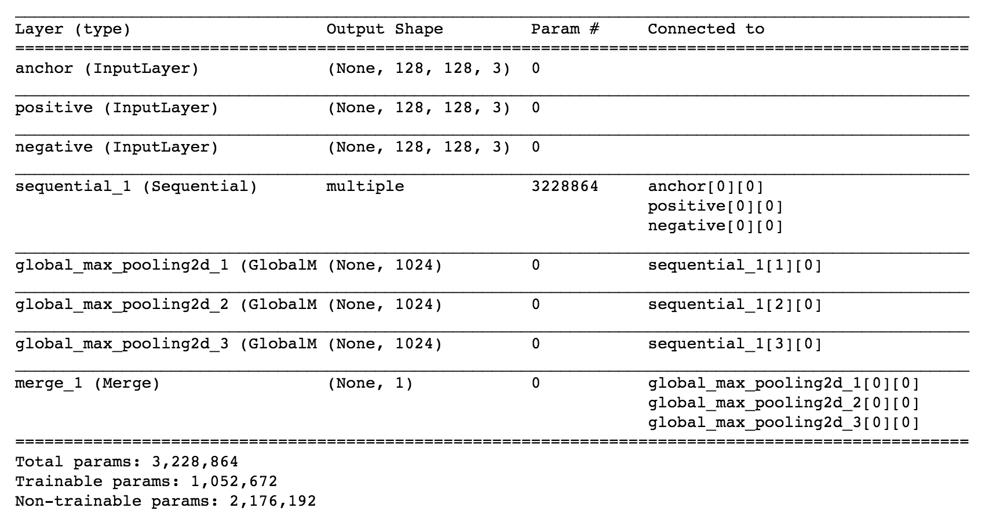 Layer (type) Output Shape Param # Connected to
====================================================================================================
anchor (InputLayer) (None, 128, 128, 3) 0
____________________________________________________________________________________________________
positive (InputLayer) (None, 128, 128, 3) 0
____________________________________________________________________________________________________
negative (InputLayer) (None, 128, 128, 3) 0
____________________________________________________________________________________________________
sequential_1 (Sequential) multiple 3228864 anchor[0][0]
positive[0][0]
negative[0][0]
____________________________________________________________________________________________________
global_max_pooling2d_1 (GlobalM (None, 1024) 0 sequential_1[1][0]
____________________________________________________________________________________________________
global_max_pooling2d_2 (GlobalM (None, 1024) 0 sequential_1[2][0]
____________________________________________________________________________________________________
global_max_pooling2d_3 (GlobalM (None, 1024) 0 sequential_1[3][0]
____________________________________________________________________________________________________
merge_1 (Merge) (None, 1) 0 global_max_pooling2d_1[0][0]
global_max_pooling2d_2[0][0]
global_max_pooling2d_3[0][0]
====================================================================================================
Total params: 3,228,864
Trainable params: 1,052,672
Non-trainable params: 2,176,192